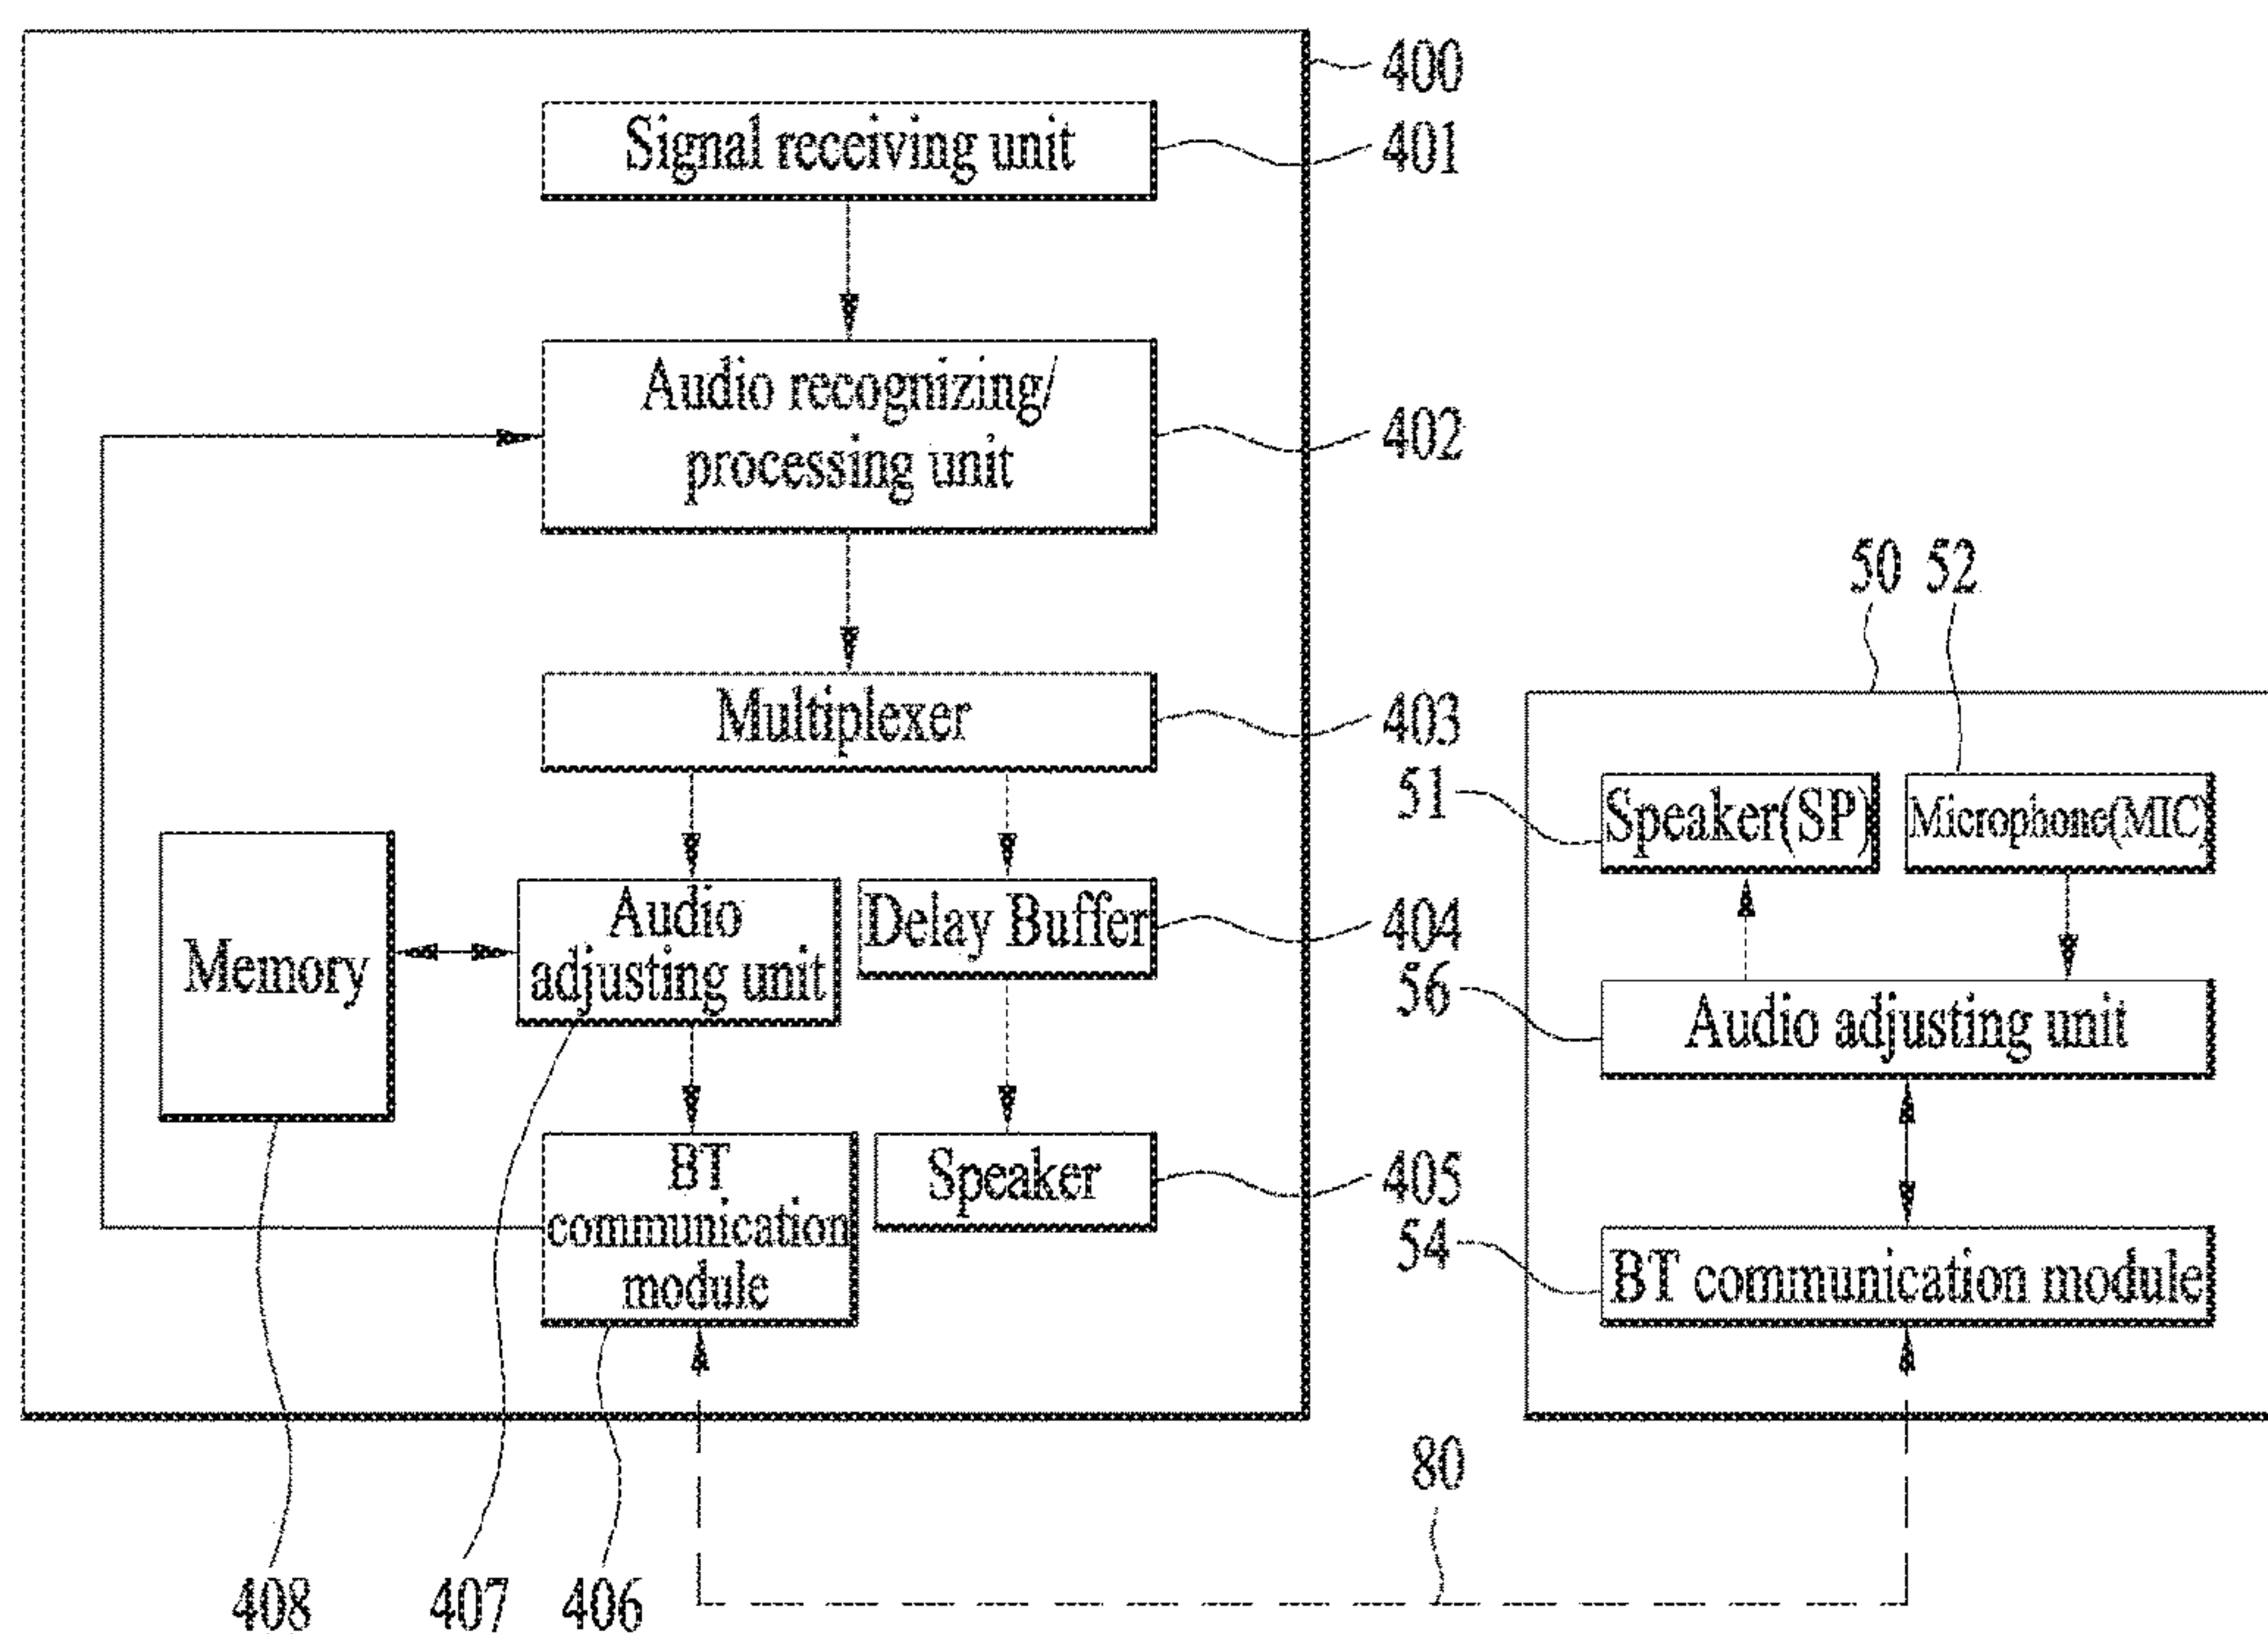 400
Signal receiving unit
401
Audio recognizing/
processing unit
402
Multiplexer
403
Memory
Audio
adjusting unit
Delay Buffer
404
BT
communication
module
Speaker
405
408
407
406
50
52
51
Speaker(SP)
Microphone(MIC)
56
Audio adjusting unit
54
BT communication module
80